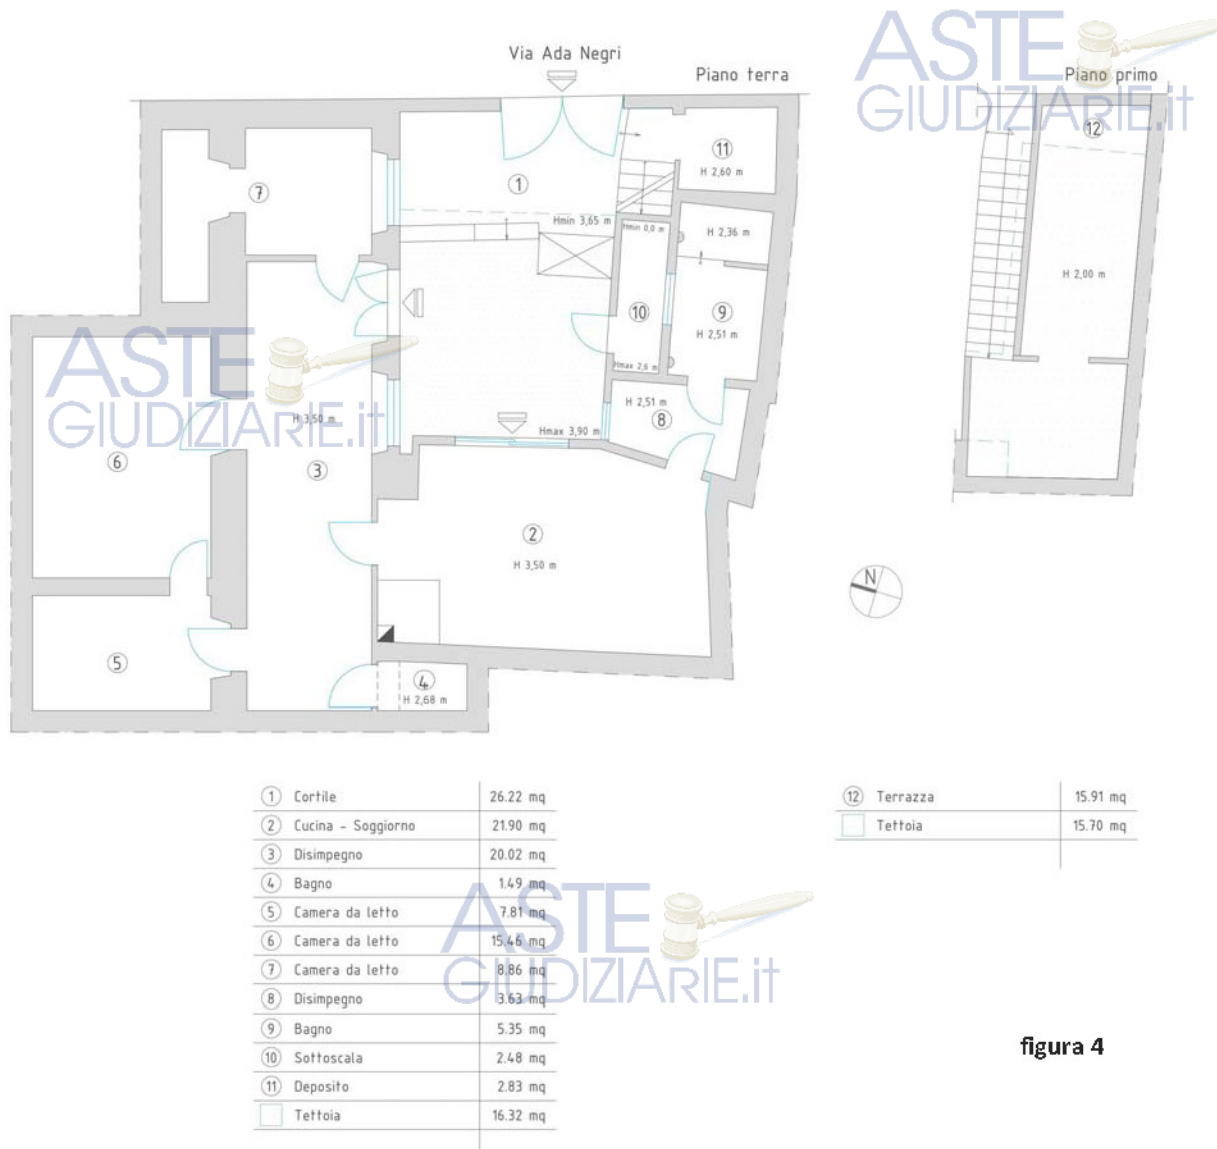 ASTE
GIUDIZIARIE.it
Via Ada Negri
Piano terra
Piano primo
12
11
H 2,60 m
7
1
Hmin 3,65 m
Hmin 0,0 m
H 2,36 m
H 2,00 m
10
9
H 2,51 m
ASTE
GIUDIZIARIE.it
Hmax 2,6 m
H 2,51 m
8
H 3,50 m
Hmax 3,90 m
6
3
2
H 3,50 m
N
5
4
H 2,68 m
1 Cortile 26.22 mq
2 Cucina - Soggiorno 21.90 mq
3 Disimpegno 20.02 mq
4 Bagno 1.49 mq
5 Camera da letto 7.81 mq
6 Camera da letto 15.46 mq
7 Camera da letto 8.86 mq
8 Disimpegno 3.63 mq
9 Bagno 5.35 mq
10 Sottoscala 2.48 mq
11 Deposito 2.83 mq
Tettoia 16.32 mq
12 Terrazza 15.91 mq
Tettoia 15.70 mq
ASTE
GIUDIZIARIE.it
figura 4